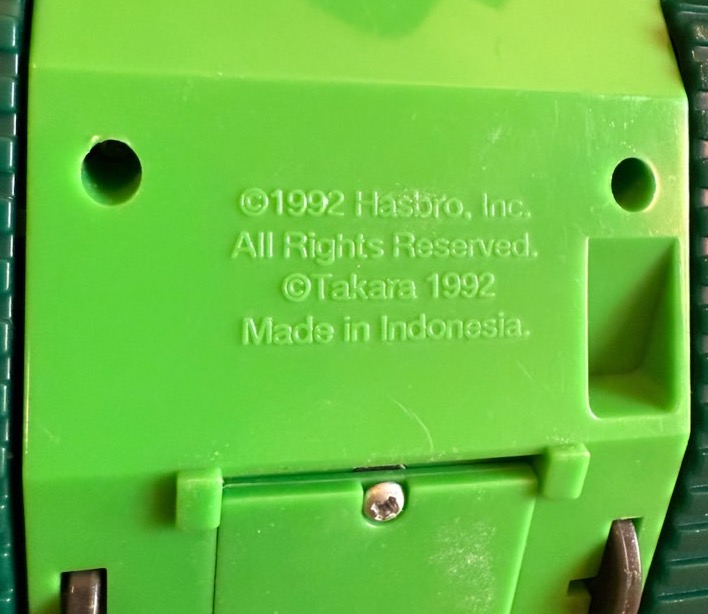 ©1992 Hasbro, Inc.
All Rights Reserved.
©Takara 1992
Made in Indonesia.